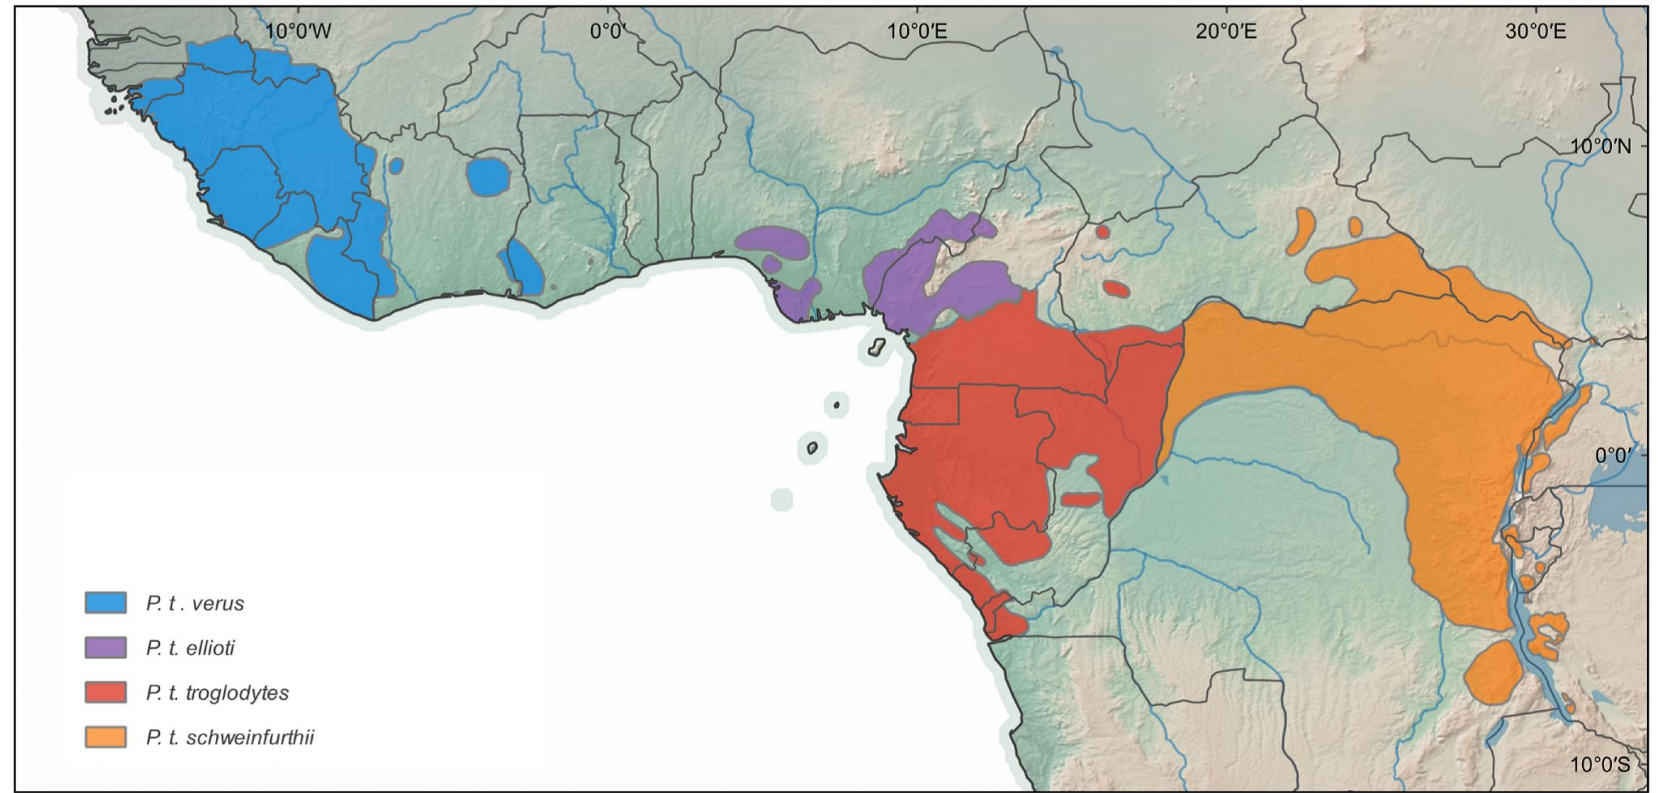 10°0′W
0°0′
10°0′E
20°0′E
30°0′E
10°0′N
0°0′
10°0′S
P. t . verus
P. t. ellioti
P. t. troglodytes
P. t. schweinfurthii